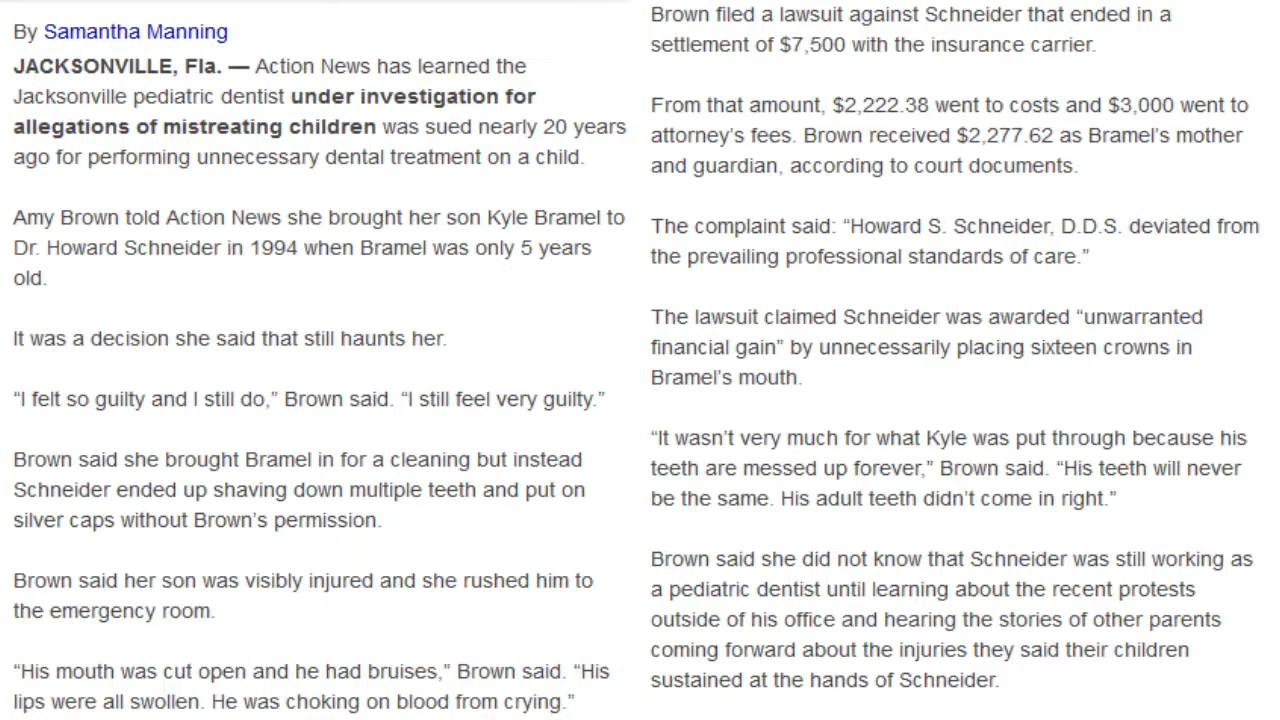 By Samantha Manning
JACKSONVILLE, Fla. — Action News has learned the
Jacksonville pediatric dentist under investigation for
allegations of mistreating children was sued nearly 20 years
ago for performing unnecessary dental treatment on a child.
Amy Brown told Action News she brought her son Kyle Bramel to
Dr. Howard Schneider in 1994 when Bramel was only 5 years
old.
It was a decision she said that still haunts her.
“I felt so guilty and I still do,” Brown said. “I still feel very guilty.”
Brown said she brought Bramel in for a cleaning but instead
Schneider ended up shaving down multiple teeth and put on
silver caps without Brown’s permission.
Brown said her son was visibly injured and she rushed him to
the emergency room.
“His mouth was cut open and he had bruises,” Brown said. “His
lips were all swollen. He was choking on blood from crying.”
Brown filed a lawsuit against Schneider that ended in a
settlement of $7,500 with the insurance carrier.
From that amount, $2,222.38 went to costs and $3,000 went to
attorney’s fees. Brown received $2,277.62 as Bramel’s mother
and guardian, according to court documents.
The complaint said: “Howard S. Schneider, D.D.S. deviated from
the prevailing professional standards of care.”
The lawsuit claimed Schneider was awarded “unwarranted
financial gain” by unnecessarily placing sixteen crowns in
Bramel’s mouth.
“It wasn’t very much for what Kyle was put through because his
teeth are messed up forever,” Brown said. “His teeth will never
be the same. His adult teeth didn’t come in right.”
Brown said she did not know that Schneider was still working as
a pediatric dentist until learning about the recent protests
outside of his office and hearing the stories of other parents
coming forward about the injuries they said their children
sustained at the hands of Schneider.